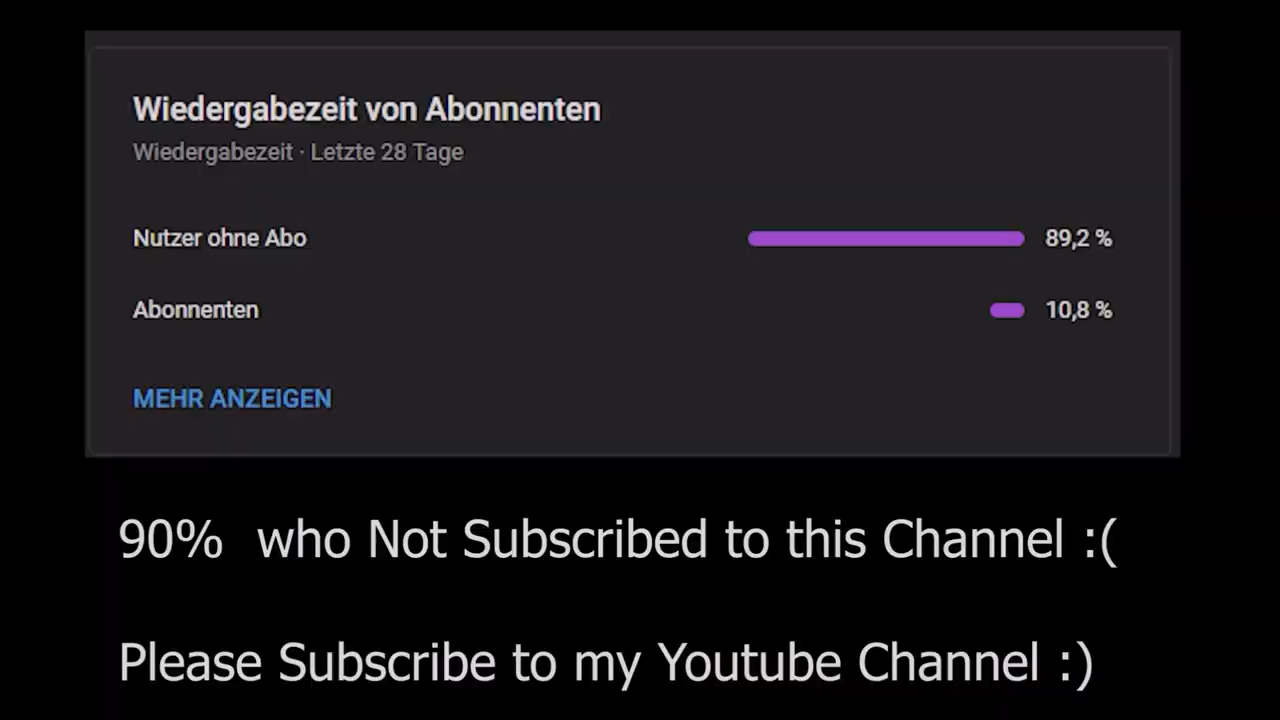 Wiedergabezeit von Abonnenten
Wiedergabezeit · Letzte 28 Tage
Nutzer ohne Abo 89,2 %
Abonnenten 10,8 %
MEHR ANZEIGEN
90% who Not Subscribed to this Channel :(
Please Subscribe to my Youtube Channel :)